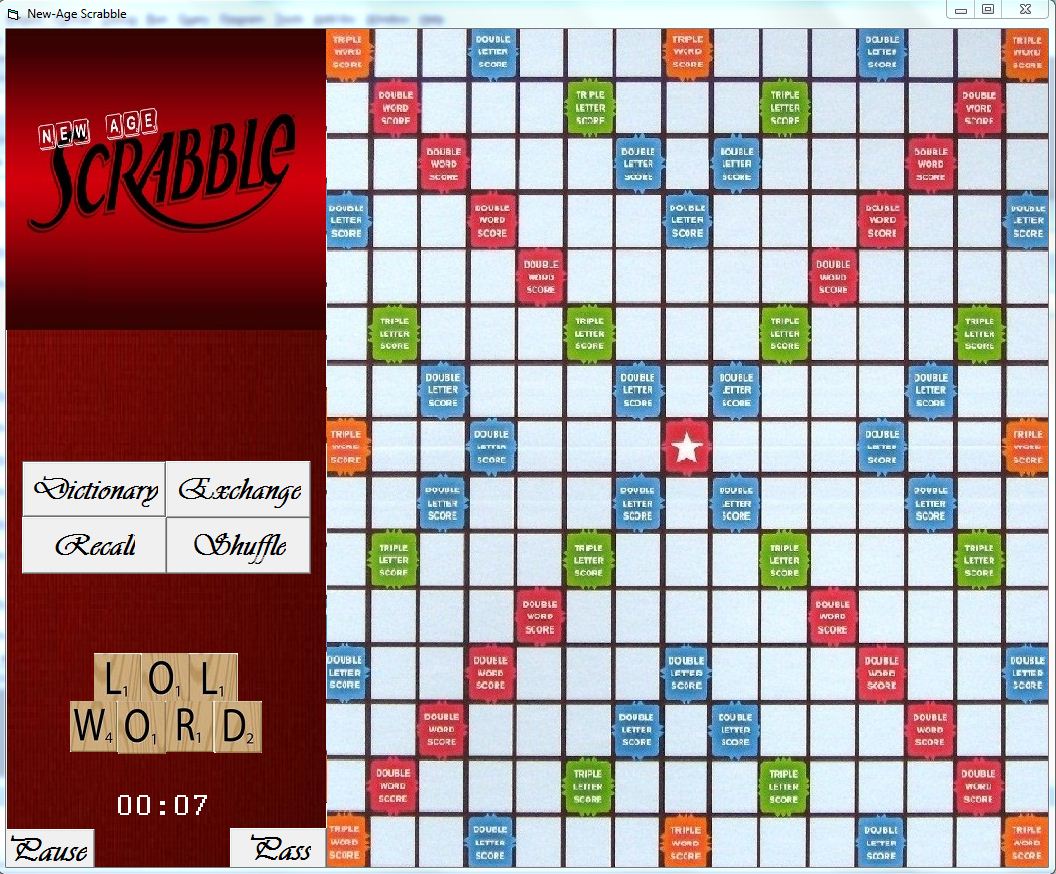 New-Age Scrabble
NEW AGE
SCRABBLE
Dictionary Exchange
Recall Shuffle
L1 O1 L1
W4 O1 R1 D2
00:07
Pause Pass
TRIPLE DOUBLE TRIPLE DOUBLE TRIPLE
WORD LETTER WORD LETTER WORD
SCORE SCORE SCORE SCORE SCORE
DOUBLE TRIPLE TRIPLE DOUBLE
WORD LETTER LETTER WORD
SCORE SCORE SCORE SCORE
DOUBLE DOUBLE DOUBLE DOUBLE
WORD LETTER LETTER WORD
SCORE SCORE SCORE SCORE
DOUBLE DOUBLE DOUBLE DOUBLE DOUBLE
LETTER WORD LETTER WORD LETTER
SCORE SCORE SCORE SCORE SCORE
DOUBLE DOUBLE
WORD WORD
SCORE SCORE
TRIPLE TRIPLE TRIPLE TRIPLE
LETTER LETTER LETTER LETTER
SCORE SCORE SCORE SCORE
DOUBLE DOUBLE DOUBLE DOUBLE
LETTER LETTER LETTER LETTER
SCORE SCORE SCORE SCORE
TRIPLE DOUBLE DOUBLE TRIPLE
WORD LETTER LETTER WORD
SCORE SCORE SCORE SCORE
DOUBLE DOUBLE DOUBLE DOUBLE
LETTER LETTER LETTER LETTER
SCORE SCORE SCORE SCORE
TRIPLE TRIPLE TRIPLE TRIPLE
LETTER LETTER LETTER LETTER
SCORE SCORE SCORE SCORE
DOUBLE DOUBLE
WORD WORD
SCORE SCORE
DOUBLE DOUBLE DOUBLE DOUBLE DOUBLE
LETTER WORD LETTER WORD LETTER
SCORE SCORE SCORE SCORE SCORE
DOUBLE DOUBLE DOUBLE DOUBLE
WORD LETTER LETTER WORD
SCORE SCORE SCORE SCORE
DOUBLE TRIPLE TRIPLE DOUBLE
WORD LETTER LETTER WORD
SCORE SCORE SCORE SCORE
TRIPLE DOUBLE TRIPLE DOUBLE TRIPLE
WORD LETTER WORD LETTER WORD
SCORE SCORE SCORE SCORE SCORE